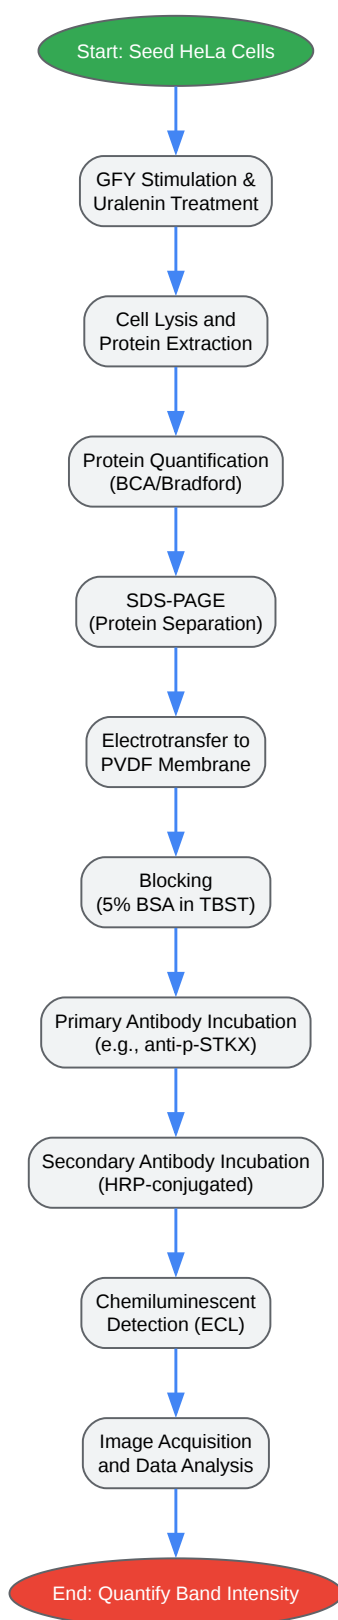 Start: Seed HeLa Cells
GFY Stimulation &
Uralenin Treatment
Cell Lysis and
Protein Extraction
Protein Quantification
(BCA/Bradford)
SDS-PAGE
(Protein Separation)
Electrotransfer to
PVDF Membrane
Blocking
(5% BSA in TBST)
Primary Antibody Incubation
(e.g., anti-p-STKX)
Secondary Antibody Incubation
(HRP-conjugated)
Chemiluminescent
Detection (ECL)
Image Acquisition
and Data Analysis
End: Quantify Band Intensity